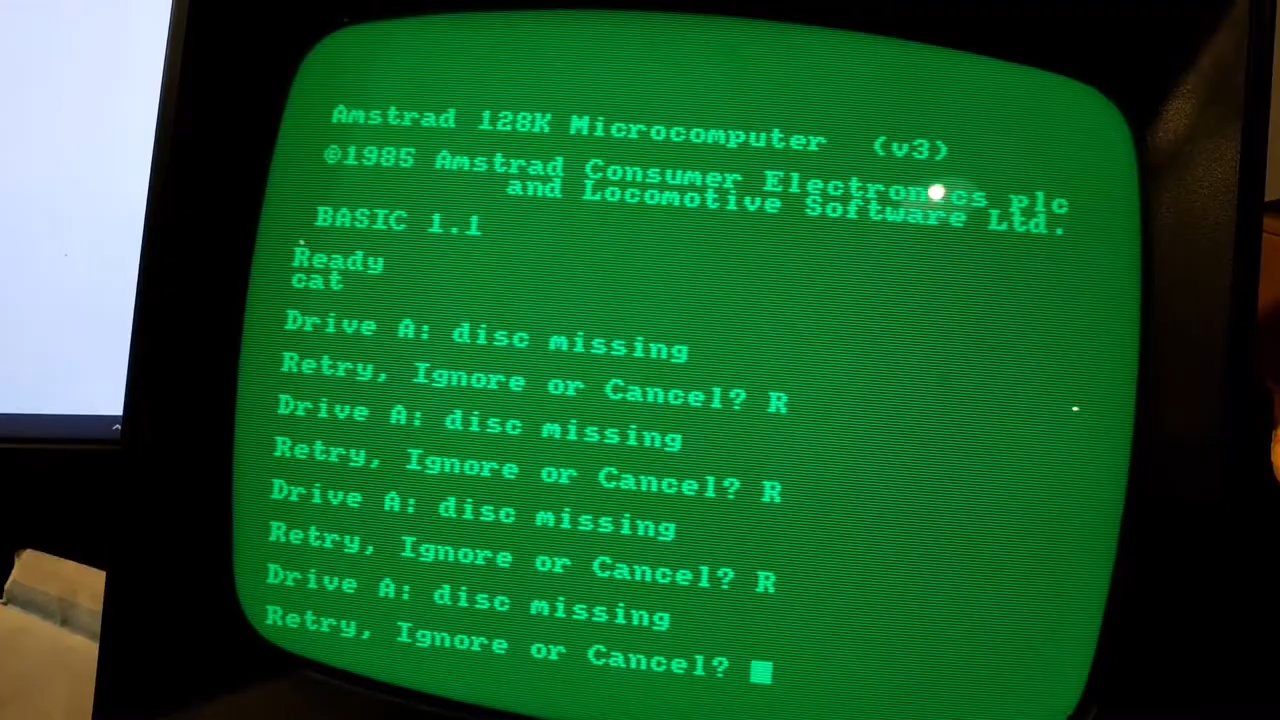 Amstrad 128K Microcomputer (v3)
©1985 Amstrad Consumer Electronics plc
and Locomotive Software Ltd.
BASIC 1.1
Ready
cat
Drive A: disc missing
Retry, Ignore or Cancel? R
Drive A: disc missing
Retry, Ignore or Cancel? R
Drive A: disc missing
Retry, Ignore or Cancel? R
Drive A: disc missing
Retry, Ignore or Cancel?